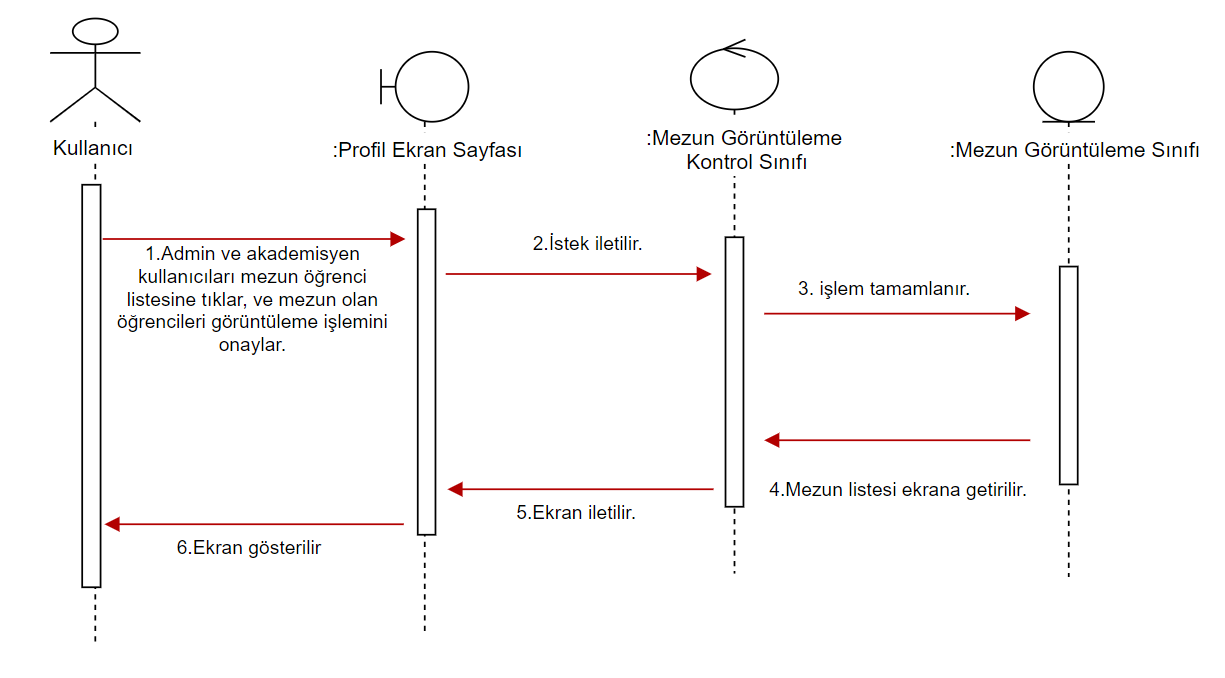 Kullanıcı
:Profil Ekran Sayfası
:Mezun Görüntüleme
Kontrol Sınıfı
:Mezun Görüntüleme Sınıfı
1.Admin ve akademisyen
kullanıcıları mezun öğrenci
listesine tıklar, ve mezun olan
öğrencileri görüntüleme işlemini
onaylar.
2.İstek iletilir.
3. işlem tamamlanır.
4.Mezun listesi ekrana getirilir.
5.Ekran iletilir.
6.Ekran gösterilir